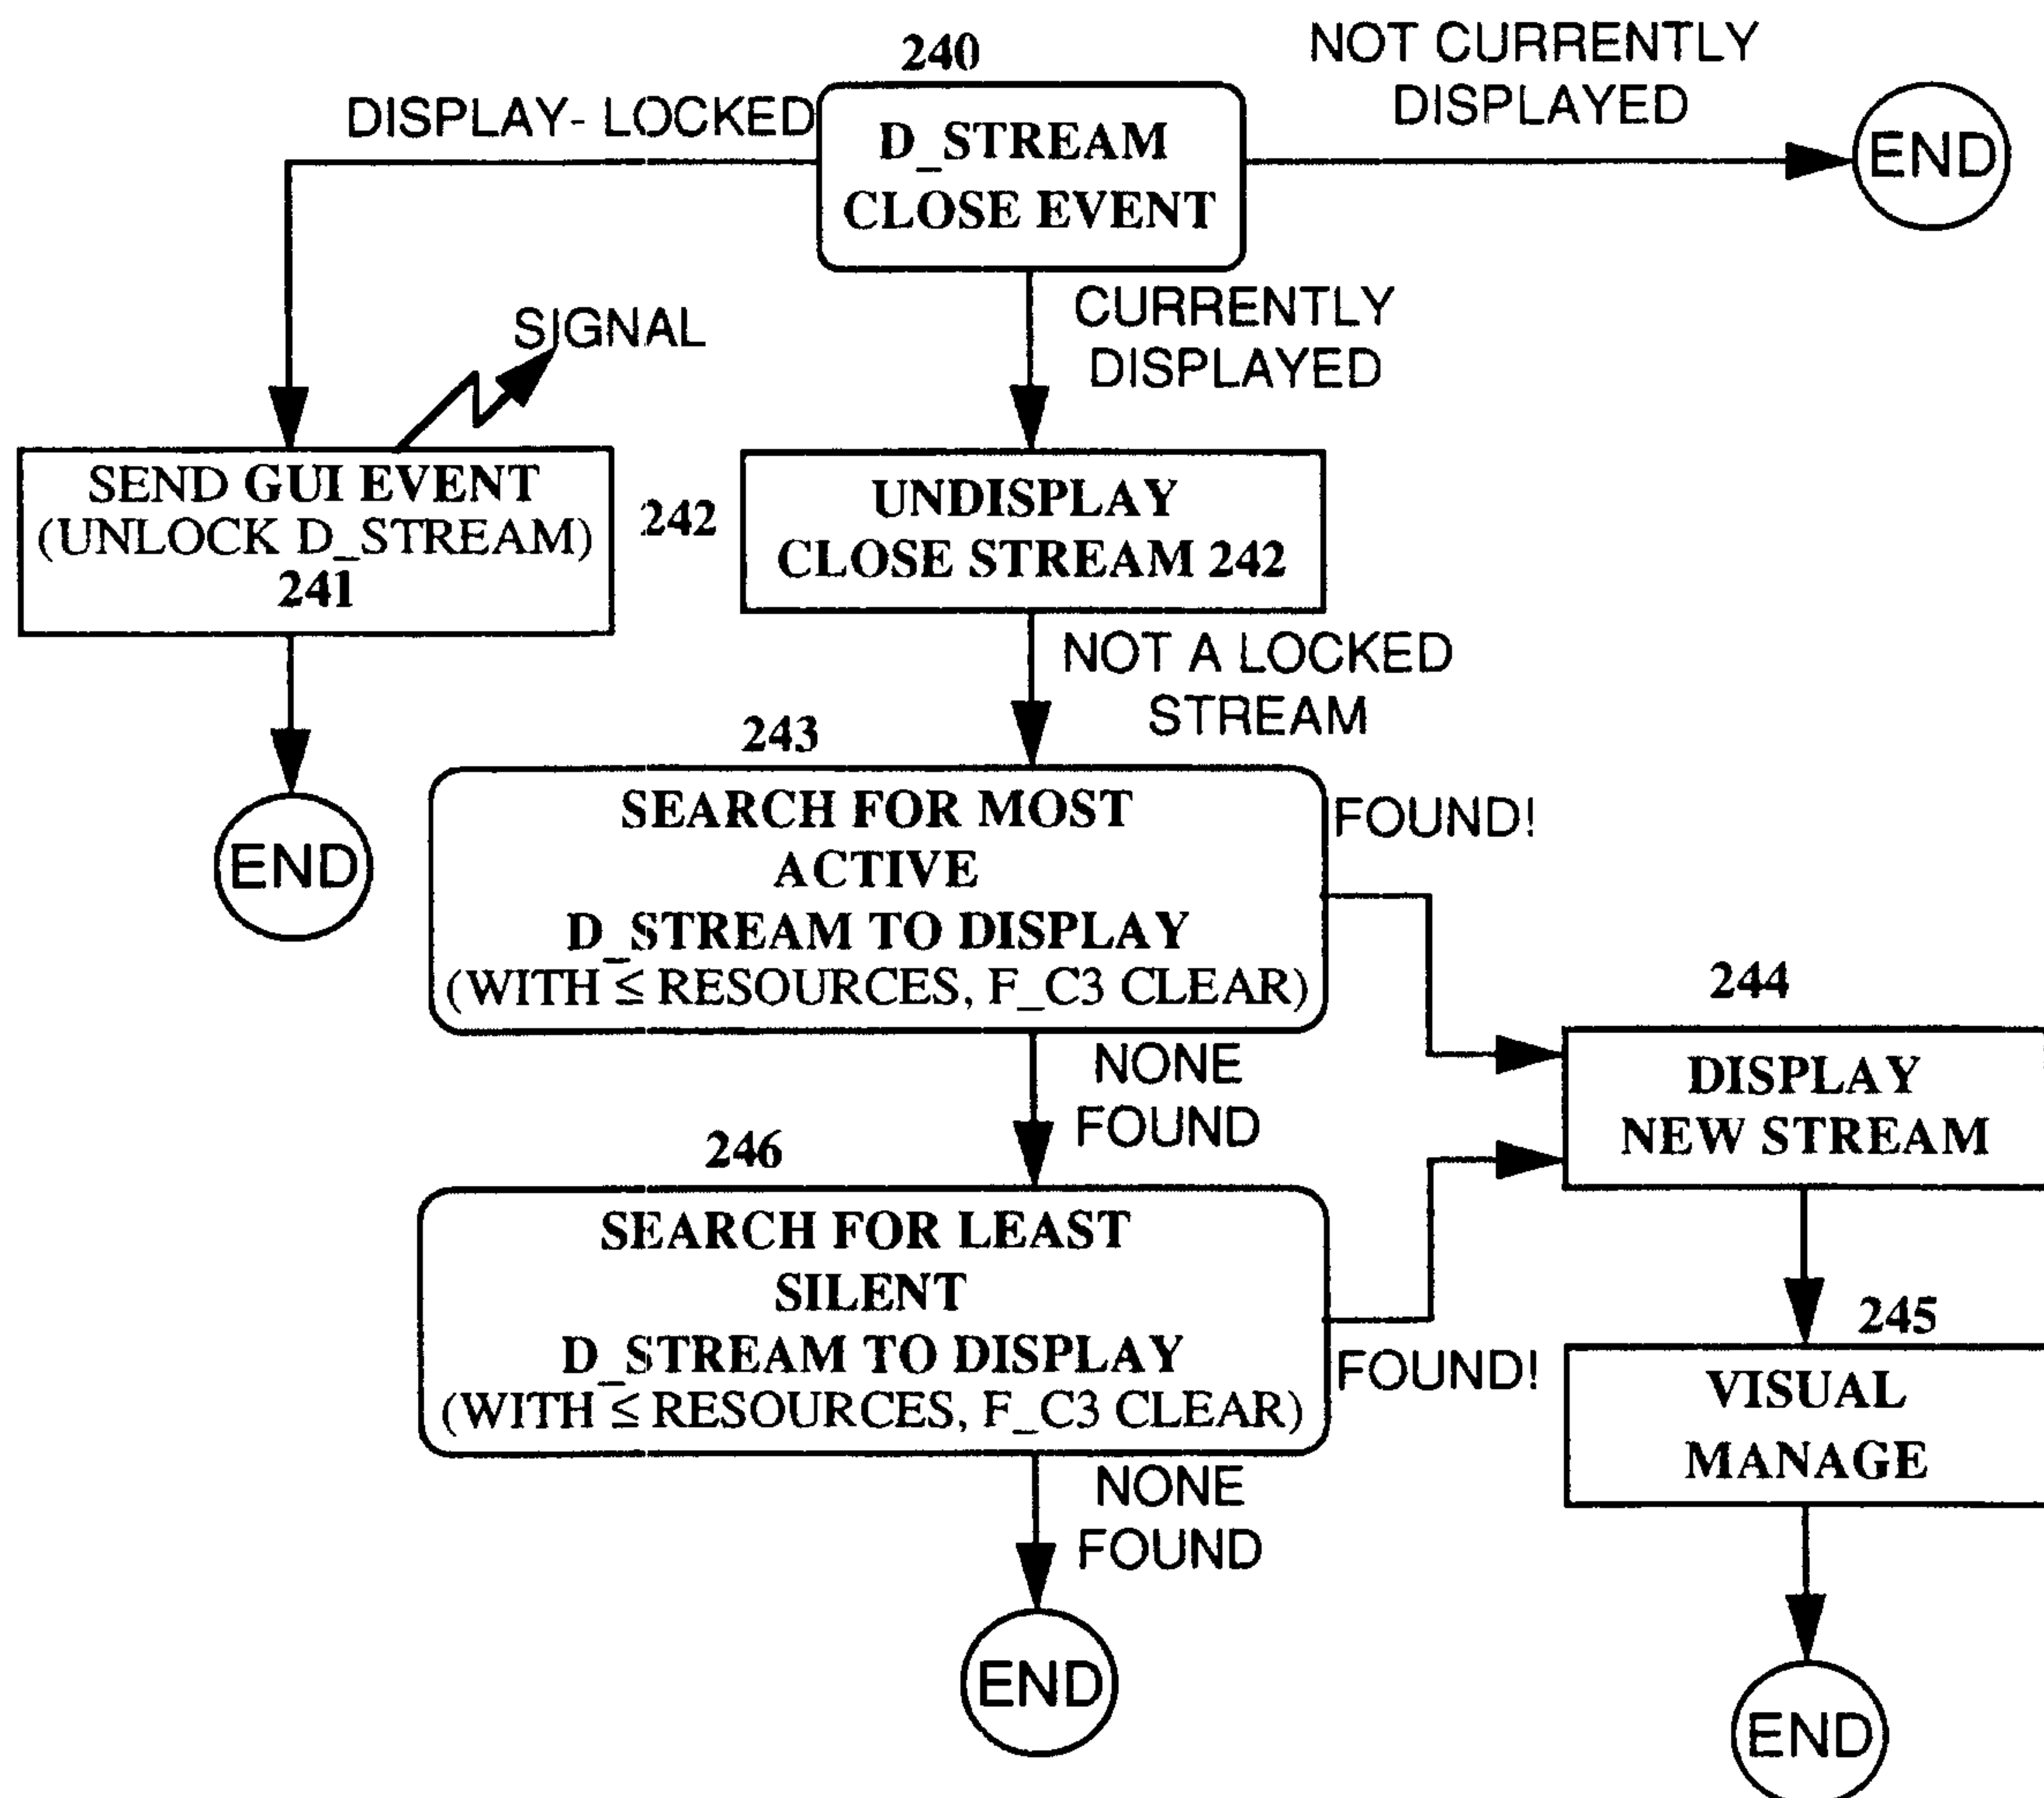 240
NOT CURRENTLY
DISPLAYED
DISPLAY- LOCKED
D_STREAM
CLOSE EVENT
END
SIGNAL
CURRENTLY
DISPLAYED
SEND GUI EVENT
(UNLOCK D_STREAM)
241
242
UNDISPLAY
CLOSE STREAM 242
NOT A LOCKED
STREAM
END
243
SEARCH FOR MOST
ACTIVE
D_STREAM TO DISPLAY
(WITH ≤ RESOURCES, F_C3 CLEAR)
FOUND!
NONE
FOUND
244
DISPLAY
NEW STREAM
246
SEARCH FOR LEAST
SILENT
D_STREAM TO DISPLAY
(WITH ≤ RESOURCES, F_C3 CLEAR)
FOUND!
245
VISUAL
MANAGE
NONE
FOUND
END
END